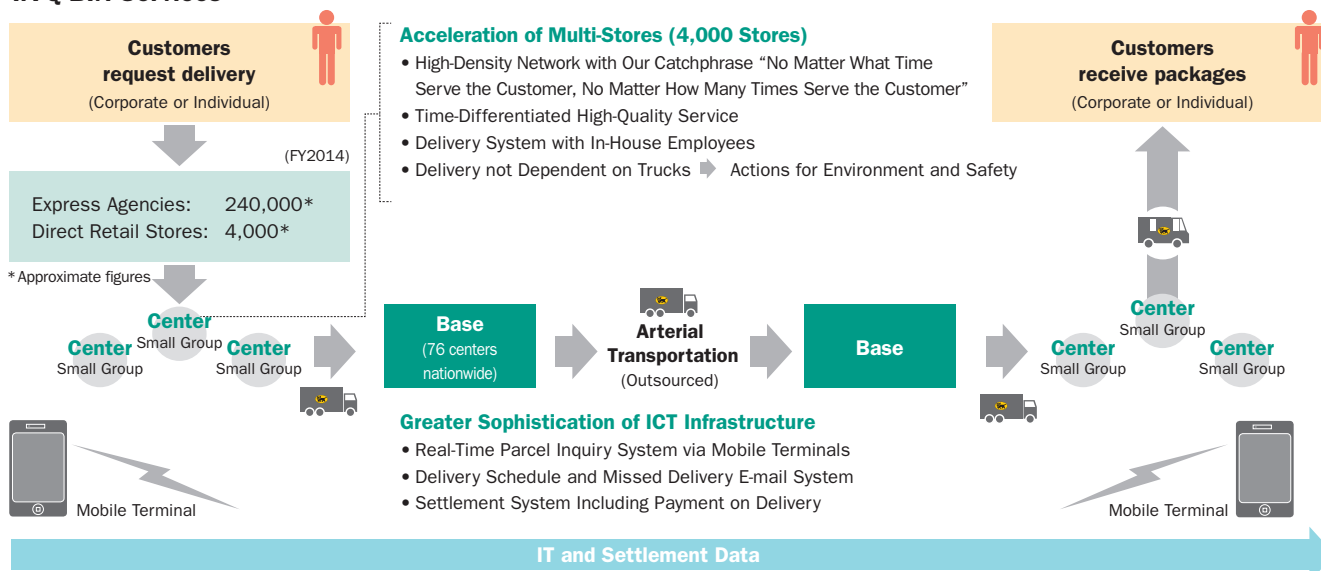 Customers
request delivery
(Corporate or Individual)
(FY2014)
Express Agencies: 240,000*
Direct Retail Stores: 4,000*
*Approximate figures
Center
Small Group
Center
Small Group
Center
Small Group
Acceleration of Multi-Stores (4,000 Stores)
• High-Density Network with Our Catchphrase “No Matter What Time
Serve the Customer, No Matter How Many Times Serve the Customer”
• Time-Differentiated High-Quality Service
• Delivery System with In-House Employees
• Delivery not Dependent on Trucks Actions for Environment and Safety
Base
(76 centers
nationwide)
Arterial
Transportation
(Outsourced)
Base
Customers
receive packages
(Corporate or Individual)
Center
Small Group
Center
Small Group
Center
Small Group
Greater Sophistication of ICT Infrastructure
• Real-Time Parcel Inquiry System via Mobile Terminals
• Delivery Schedule and Missed Delivery E-mail System
• Settlement System Including Payment on Delivery
Mobile Terminal
Mobile Terminal
IT and Settlement Data